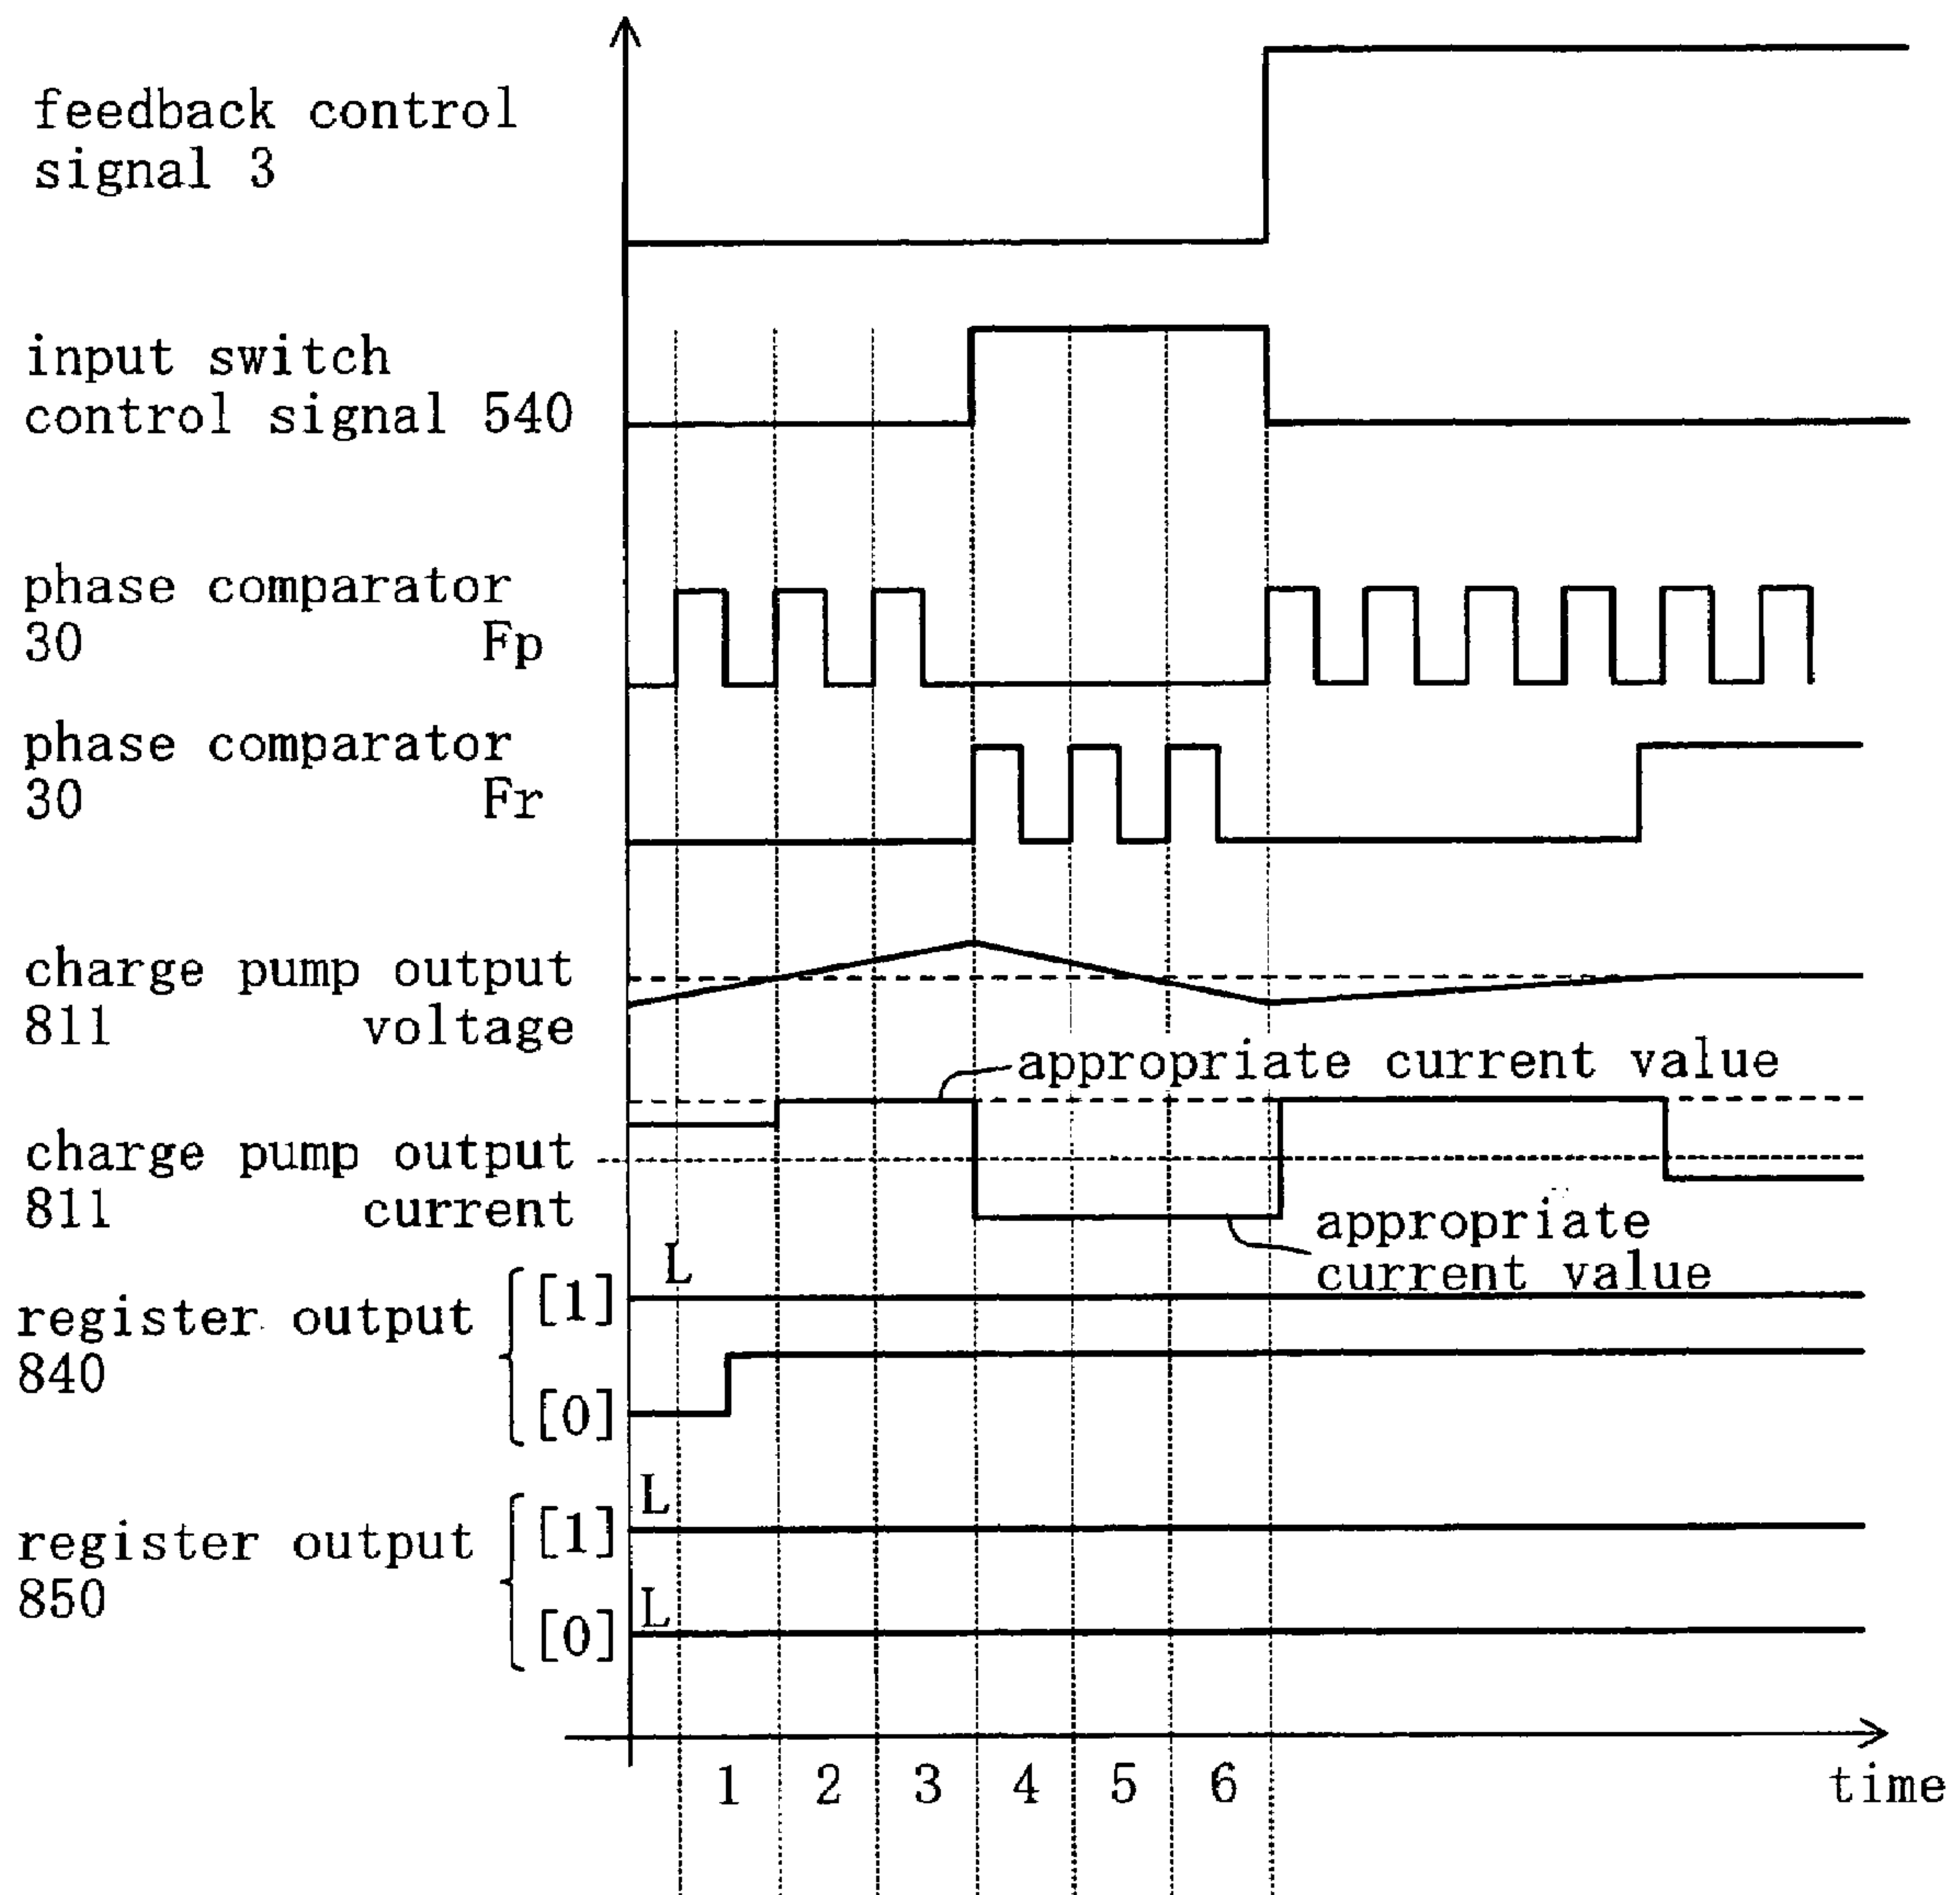 feedback control
signal 3
input switch
control signal 540
phase comparator
30 Fp
phase comparator
30 Fr
charge pump output
811 voltage
appropriate current value
charge pump output
811 current
appropriate
current value
L
register output [1]
840
[0]
L
register output [1]
850
L
[0]
1 2 3 4 5 6
time